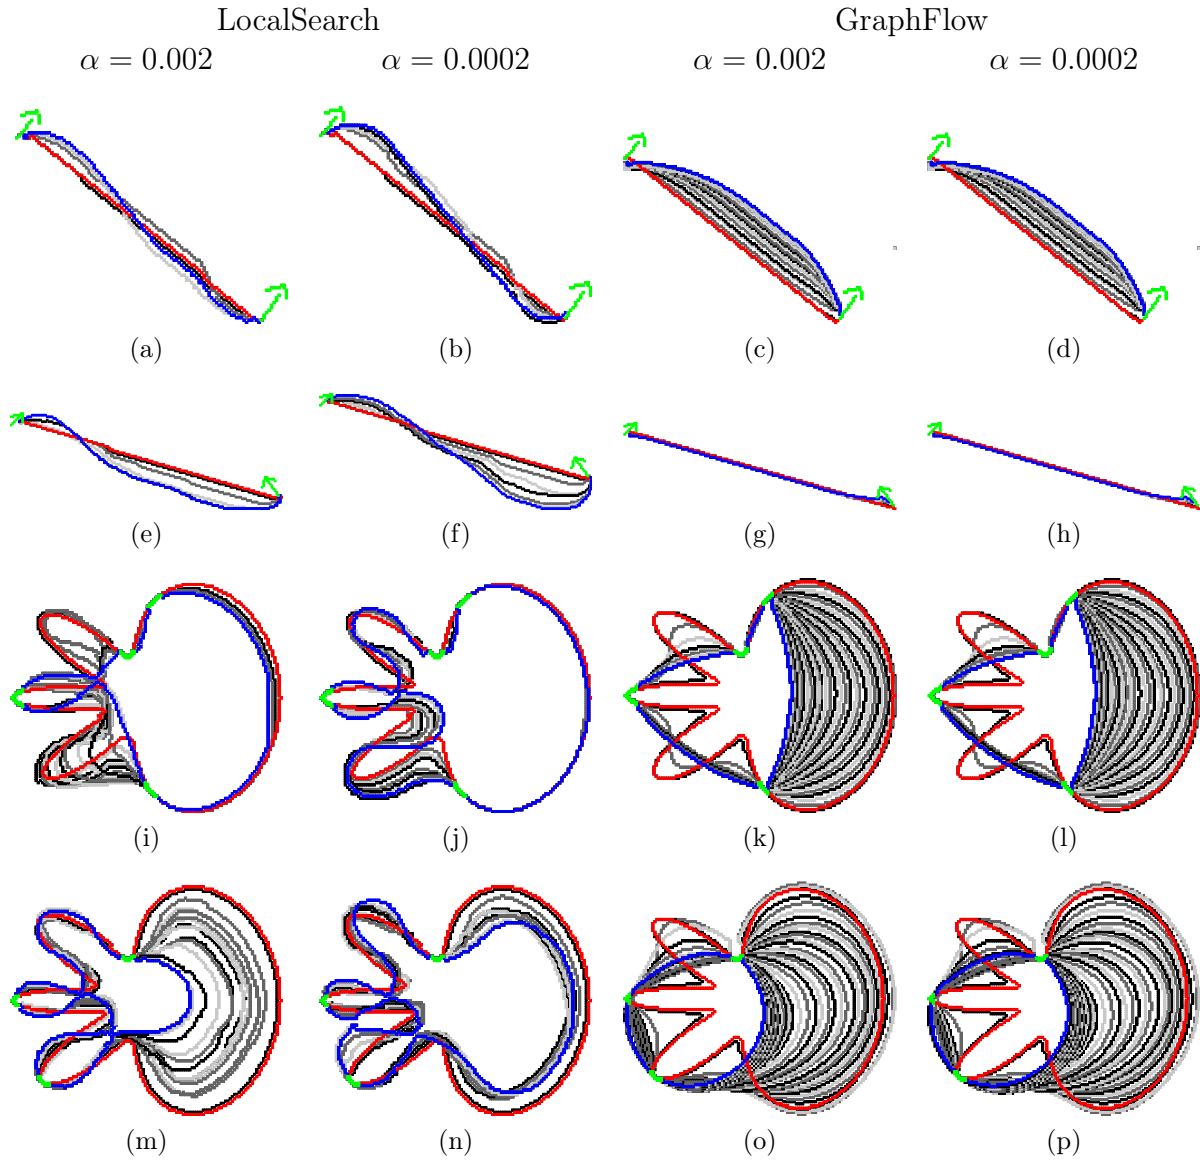 LocalSearch GraphFlow
α = 0.002 α = 0.0002 α = 0.002 α = 0.0002
(a) (b) (c) (d)
(e) (f) (g) (h)
(i) (j) (k) (l)
(m) (n) (o) (p)